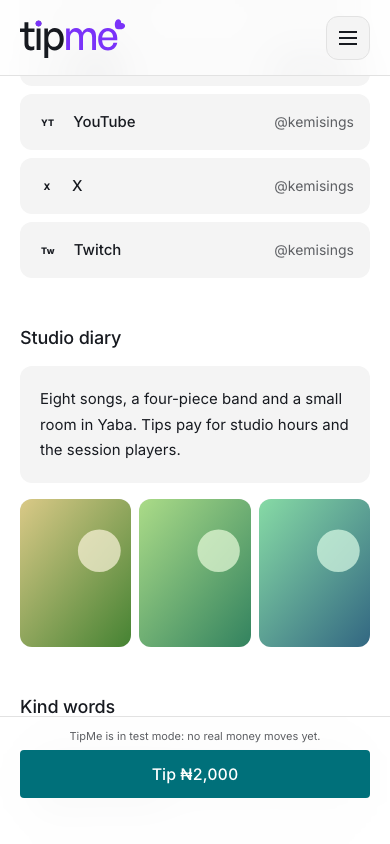 tipme
YT YouTube @kemisings
X X @kemisings
Tw Twitch @kemisings
Studio diary
Eight songs, a four-piece band and a small
room in Yaba. Tips pay for studio hours and
the session players.
Kind words
TipMe is in test mode: no real money moves yet.
Tip ₦2,000